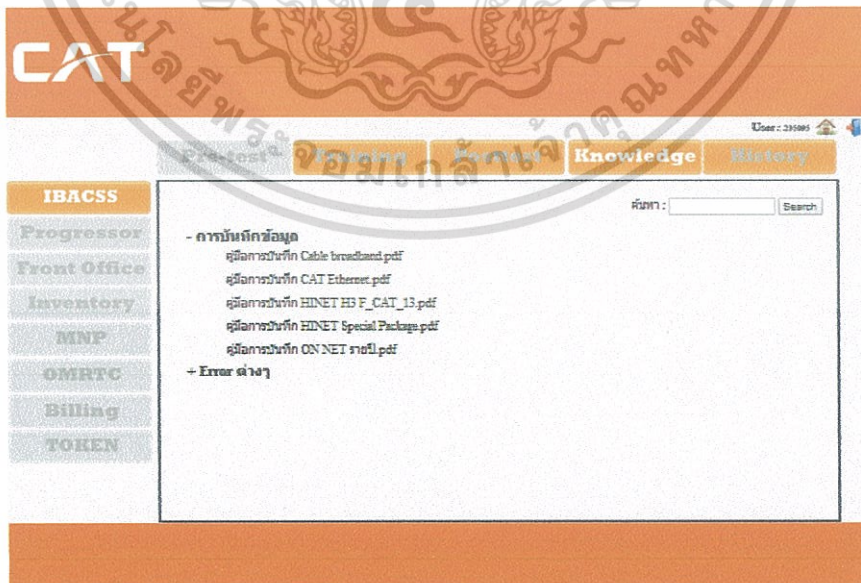 CAT
User : 235085
Pre-test Training Posttest Knowledge History
IBACSS
ค้นหา : Search
Progressor
- การบันทึกข้อมูล
คู่มือการบันทึก Cable broadband.pdf
Front Office
คู่มือการบันทึก CAT Ethernet.pdf
Inventory
คู่มือการบันทึก HINET H3 F_CAT_13.pdf
คู่มือการบันทึก HINET Special Package.pdf
MNP
คู่มือการบันทึก ON NET รายปี.pdf
OMRTC
+ Error ต่างๆ
Billing
TOKEN